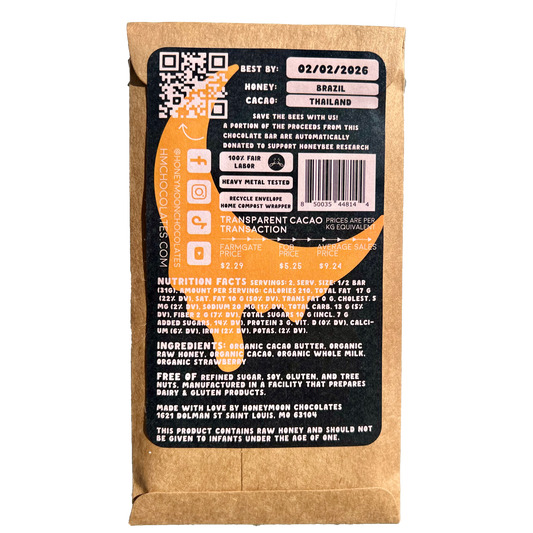 BEST BY: 02/02/2026
HONEY: BRAZIL
CACAO: THAILAND
SAVE THE BEES WITH US!
A PORTION OF THE PROCEEDS FROM THIS
CHOCOLATE BAR ARE AUTOMATICALLY
DONATED TO SUPPORT HONEYBEE RESEARCH
@HONEYMOONCHOCOLATES
HMCHOCOLATES.COM
100% FAIR
LABOR
HEAVY METAL TESTED
RECYCLE ENVELOPE
HOME COMPOST WRAPPER
8 50035 44814 4
TRANSPARENT CACAO
TRANSACTION
PRICES ARE PER
KG EQUIVALENT
FARMGATE
PRICE
$2.29
FOB
PRICE
$5.25
AVERAGE SALES
PRICE
$9.24
NUTRITION FACTS SERVINGS: 2, SERV. SIZE: 1/2 BAR
(31G), AMOUNT PER SERVING: CALORIES 210, TOTAL FAT 17 G
(22% DV), SAT. FAT 10 G (50% DV), TRANS FAT 0 G, CHOLEST. 5
MG (2% DV), SODIUM 20 MG (1% DV), TOTAL CARB. 13 G (5%
DV), FIBER 2 G (7% DV), TOTAL SUGARS 10 G (INCL. 7 G
ADDED SUGARS, 14% DV), PROTEIN 3 G, VIT. D (0% DV), CALCI-
UM (6% DV), IRON (2% DV), POTAS. (2% DV).
INGREDIENTS: ORGANIC CACAO BUTTER, ORGANIC
RAW HONEY, ORGANIC CACAO, ORGANIC WHOLE MILK,
ORGANIC STRAWBERRY
FREE OF REFINED SUGAR, SOY, GLUTEN, AND TREE
NUTS. MANUFACTURED IN A FACILITY THAT PREPARES
DAIRY & GLUTEN PRODUCTS.
MADE WITH LOVE BY HONEYMOON CHOCOLATES
1621 DOLMAN ST SAINT LOUIS, MO 63104
THIS PRODUCT CONTAINS RAW HONEY AND SHOULD NOT
BE GIVEN TO INFANTS UNDER THE AGE OF ONE.